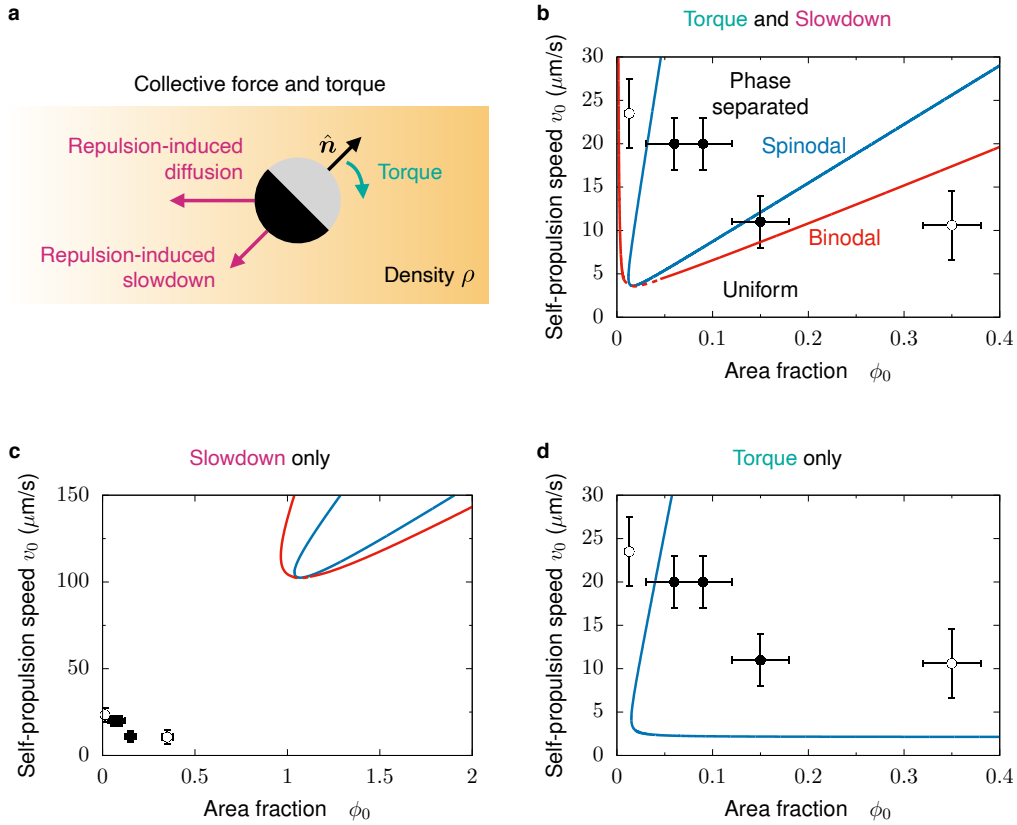 a
Collective force and torque
Repulsion-induced
diffusion
n̂
Torque
Repulsion-induced
slowdown
Density ρ
b
Torque and Slowdown
Self-propulsion speed v₀ (μm/s)
30
25
20
15
10
5
0
Phase
separated
Spinodal
Binodal
Uniform
0
0.1
0.2
0.3
0.4
Area fraction ϕ₀
c
Slowdown only
Self-propulsion speed v₀ (μm/s)
150
100
50
0
0
0.5
1
1.5
2
Area fraction ϕ₀
d
Torque only
Self-propulsion speed v₀ (μm/s)
30
25
20
15
10
5
0
0
0.1
0.2
0.3
0.4
Area fraction ϕ₀